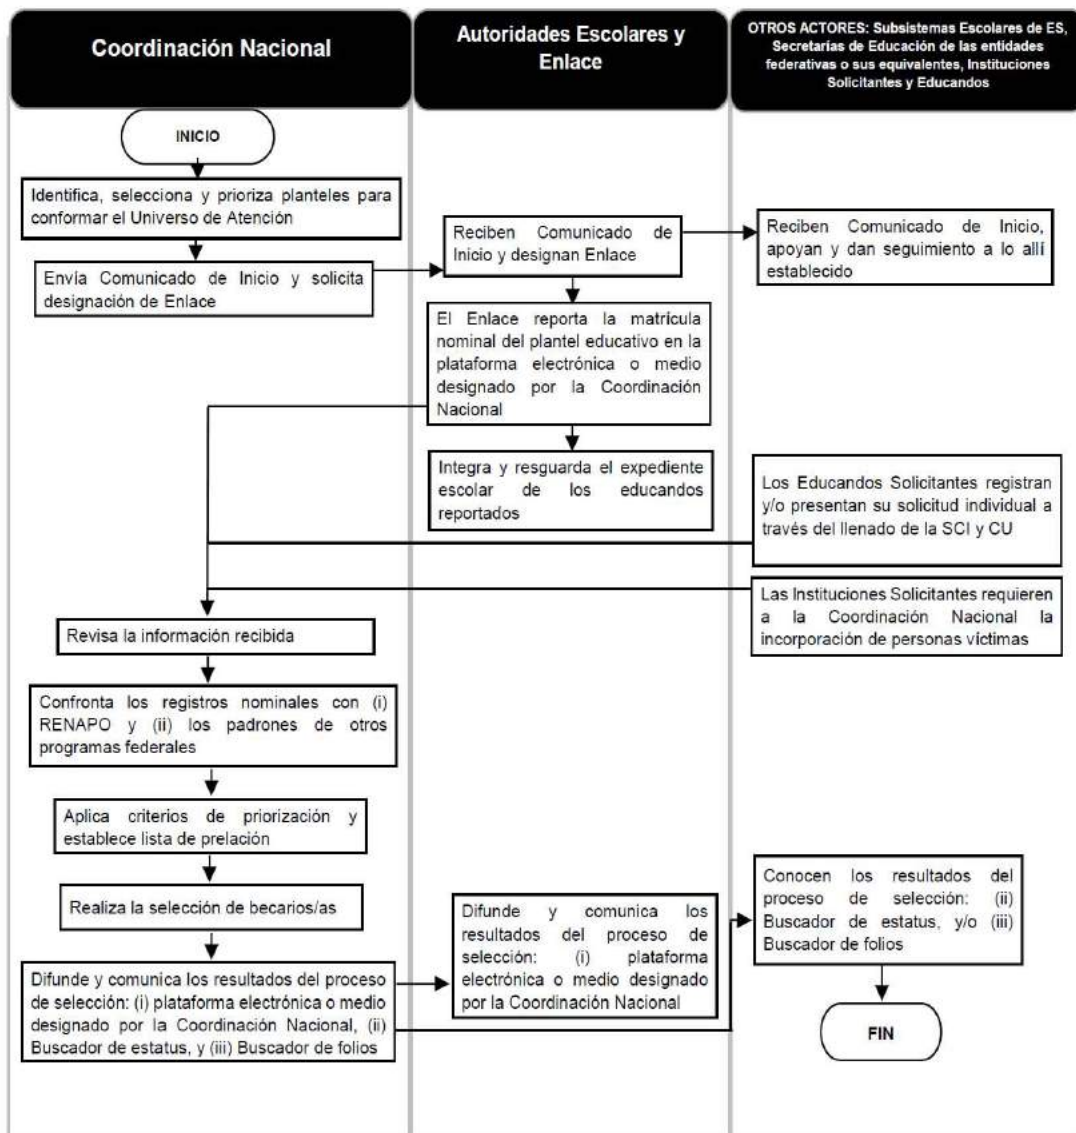 Coordinación Nacional
Autoridades Escolares y
Enlace
OTROS ACTORES: Subsistemas Escolares de ES,
Secretarías de Educación de las entidades
federativas o sus equivalentes, Instituciones
Solicitantes y Educandos
INICIO
Identifica, selecciona y prioriza planteles para
conformar el Universo de Atención
Envía Comunicado de Inicio y solicita
designación de Enlace
Reciben Comunicado de
Inicio y designan Enlace
Reciben Comunicado de Inicio,
apoyan y dan seguimiento a lo allí
establecido
El Enlace reporta la matrícula
nominal del plantel educativo en la
plataforma electrónica o medio
designado por la Coordinación
Nacional
Integra y resguarda el expediente
escolar de los educandos
reportados
Los Educandos Solicitantes registran
y/o presentan su solicitud individual a
través del llenado de la SCI y CU
Las Instituciones Solicitantes requieren
a la Coordinación Nacional la
incorporación de personas víctimas
Revisa la información recibida
Confronta los registros nominales con (i)
RENAPO y (ii) los padrones de otros
programas federales
Aplica criterios de priorización y
establece lista de prelación
Realiza la selección de becarios/as
Difunde y comunica los resultados del proceso
de selección: (i) plataforma electrónica o medio
designado por la Coordinación Nacional, (ii)
Buscador de estatus, y (iii) Buscador de folios
Difunde y comunica los
resultados del proceso de
selección: (i) plataforma
electrónica o medio designado
por la Coordinación Nacional
Conocen los resultados del
proceso de selección: (ii)
Buscador de estatus, y/o (iii)
Buscador de folios
FIN